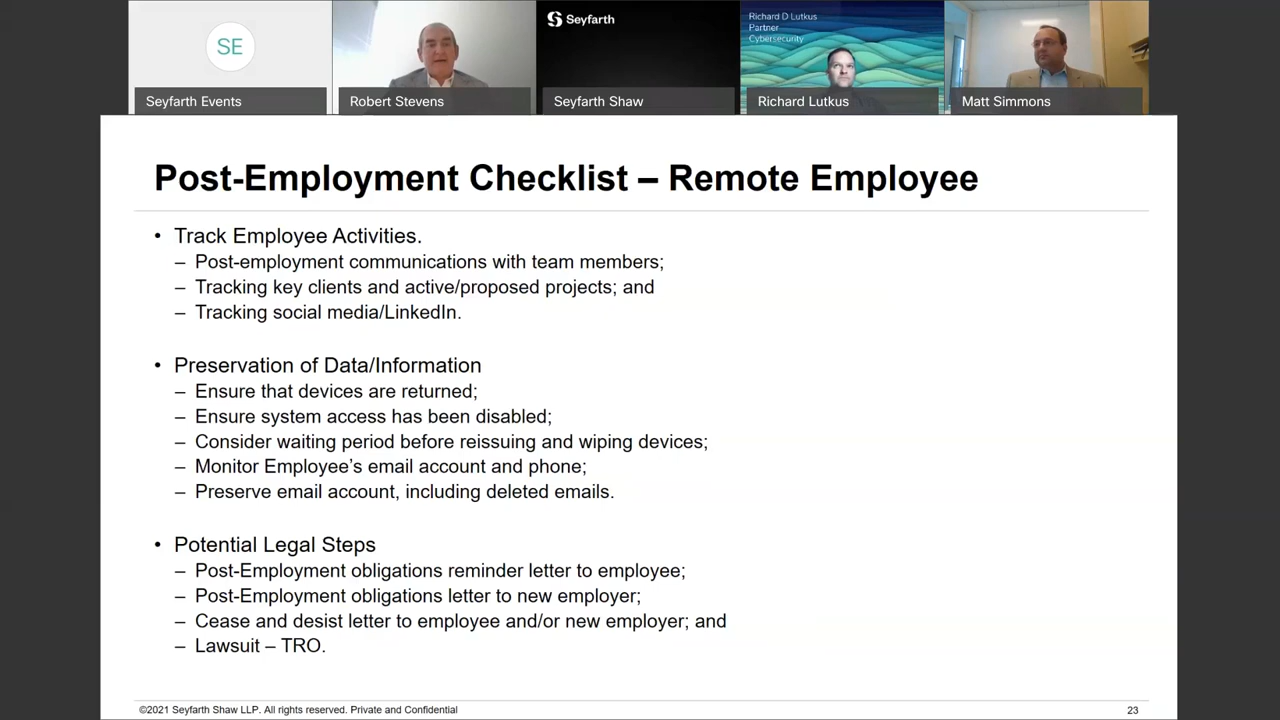 SE
Seyfarth
Richard D Lutkus
Partner
Cybersecurity
Seyfarth Events
Robert Stevens
Seyfarth Shaw
Richard Lutkus
Matt Simmons
Post-Employment Checklist – Remote Employee
• Track Employee Activities.
– Post-employment communications with team members;
– Tracking key clients and active/proposed projects; and
– Tracking social media/LinkedIn.
• Preservation of Data/Information
– Ensure that devices are returned;
– Ensure system access has been disabled;
– Consider waiting period before reissuing and wiping devices;
– Monitor Employee’s email account and phone;
– Preserve email account, including deleted emails.
• Potential Legal Steps
– Post-Employment obligations reminder letter to employee;
– Post-Employment obligations letter to new employer;
– Cease and desist letter to employee and/or new employer; and
– Lawsuit – TRO.
©2021 Seyfarth Shaw LLP. All rights reserved. Private and Confidential
23